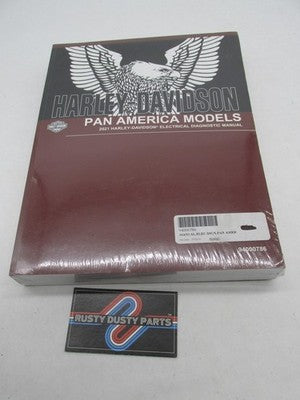 HARLEY-DAVIDSON
PAN AMERICA MODELS
2021 HARLEY-DAVIDSON® ELECTRICAL DIAGNOSTIC MANUAL
94000786
RUSTY DUSTY PARTS